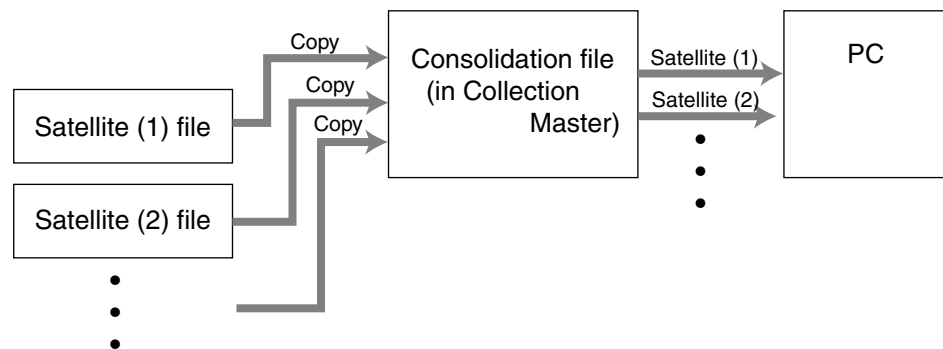 Copy
Copy
Copy
Satellite (1) file
Satellite (2) file
Consolidation file
(in Collection
Master)
Satellite (1)
Satellite (2)
PC